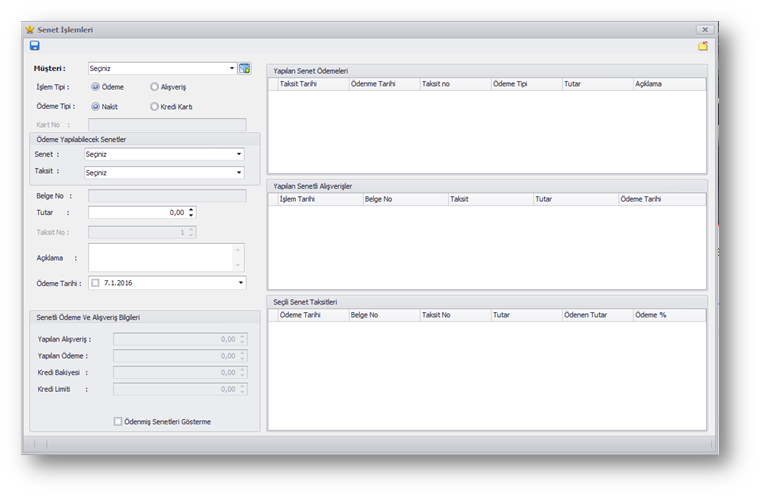 Senet İşlemleri
Müşteri : Seçiniz
İşlem Tipi : Ödeme Alışveriş
Ödeme Tipi : Nakit Kredi Kartı
Kart No :
Ödeme Yapılabilecek Senetler
Senet : Seçiniz
Taksit : Seçiniz
Belge No :
Tutar : 0,00
Taksit No : 1
Açıklama :
Ödeme Tarihi : 7.1.2016
Senetli Ödeme Ve Alışveriş Bilgileri
Yapılan Alışveriş : 0,00
Yapılan Ödeme : 0,00
Kredi Bakiyesi : 0,00
Kredi Limiti : 0,00
Ödenmiş Senetleri Gösterme
Yapılan Senet Ödemeleri
Taksit Tarihi Ödenme Tarihi Taksit no Ödeme Tipi Tutar Açıklama
Yapılan Senetli Alışverişler
İşlem Tarihi Belge No Taksit Tutar Ödeme Tarihi
Seçili Senet Taksitleri
Ödeme Tarihi Belge No Taksit No Tutar Ödenen Tutar Ödeme %